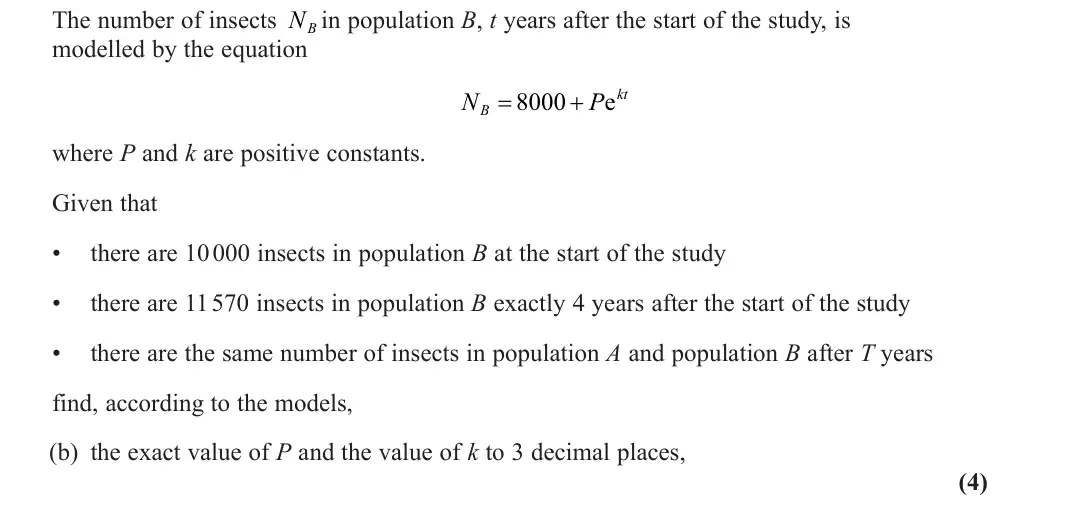 The number of insects N_B in population B, t years after the start of the study, is
modelled by the equation
N_B = 8000 + Pe^{kt}
where P and k are positive constants.
Given that
• there are 10 000 insects in population B at the start of the study
• there are 11 570 insects in population B exactly 4 years after the start of the study
• there are the same number of insects in population A and population B after T years
find, according to the models,
(b) the exact value of P and the value of k to 3 decimal places,
(4)